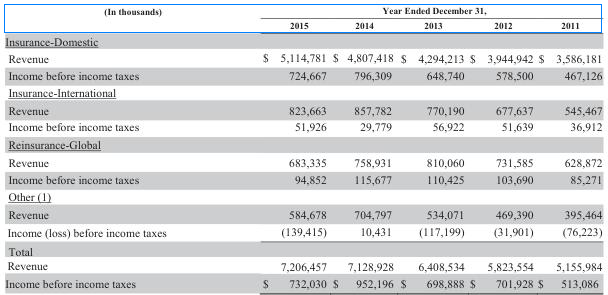 (In thousands) Year Ended December 31,
2015 2014 2013 2012 2011
Insurance-Domestic
Revenue $ 5,114,781 $ 4,807,418 $ 4,294,213 $ 3,944,942 $ 3,586,181
Income before income taxes 724,667 796,309 648,740 578,500 467,126
Insurance-International
Revenue 823,663 857,782 770,190 677,637 545,467
Income before income taxes 51,926 29,779 56,922 51,639 36,912
Reinsurance-Global
Revenue 683,335 758,931 810,060 731,585 628,872
Income before income taxes 94,852 115,677 110,425 103,690 85,271
Other (1)
Revenue 584,678 704,797 534,071 469,390 395,464
Income (loss) before income taxes (139,415) 10,431 (117,199) (31,901) (76,223)
Total
Revenue 7,206,457 7,128,928 6,408,534 5,823,554 5,155,984
Income before income taxes $ 732,030 $ 952,196 $ 698,888 $ 701,928 $ 513,086